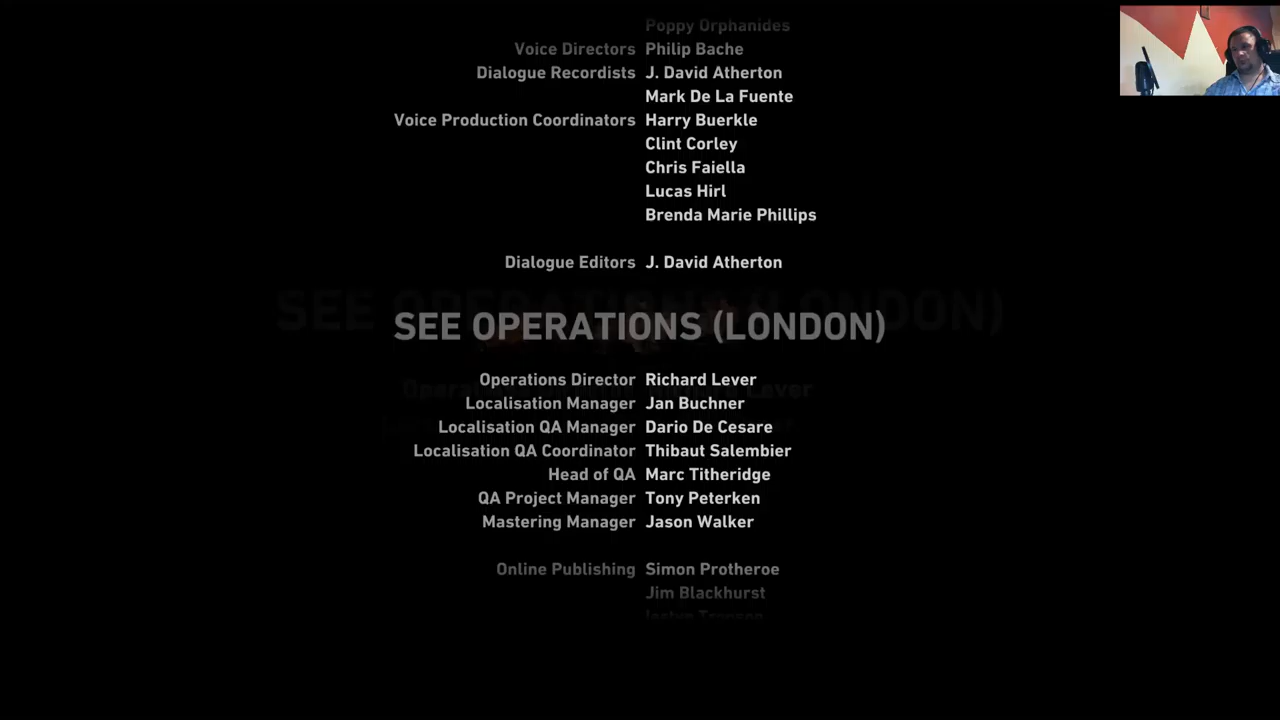 Poppy Orphanides
Voice Directors Philip Bache
Dialogue Recordists J. David Atherton
Mark De La Fuente
Voice Production Coordinators Harry Buerkle
Clint Corley
Chris Faiella
Lucas Hirl
Brenda Marie Phillips
Dialogue Editors J. David Atherton
SEE OPERATIONS (LONDON)
Operations Director Richard Lever
Localisation Manager Jan Buchner
Localisation QA Manager Dario De Cesare
Localisation QA Coordinator Thibaut Salembier
Head of QA Marc Titheridge
QA Project Manager Tony Peterken
Mastering Manager Jason Walker
Online Publishing Simon Protheroe
Jim Blackhurst